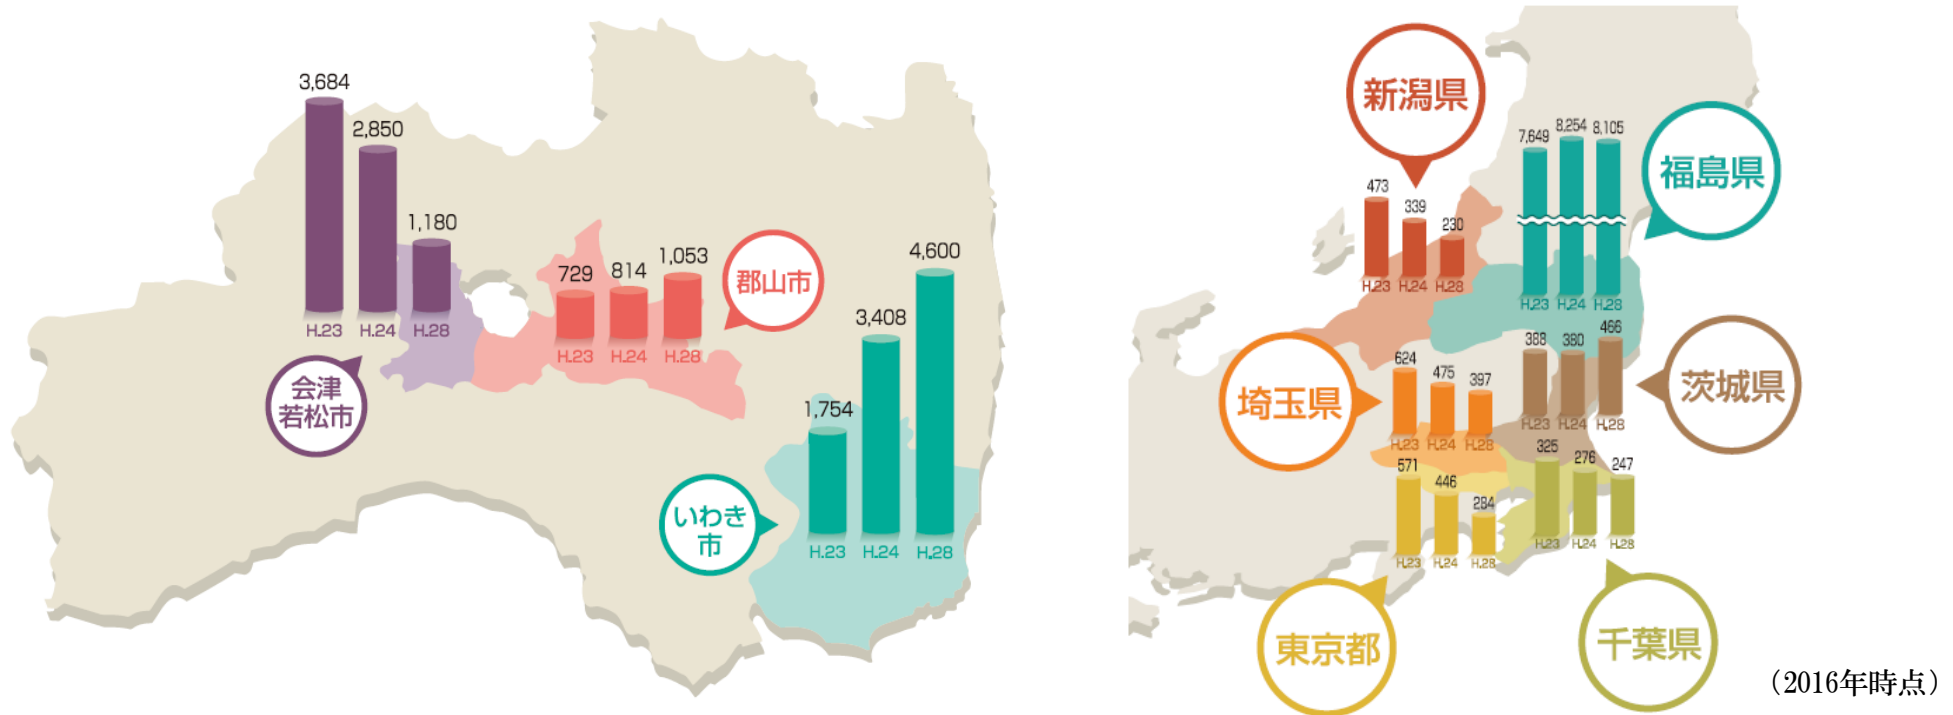 3,684
2,850
1,180
H.23
H.24
H.28
会津
若松市
729
814
1,053
H.23
H.24
H.28
郡山市
1,754
3,408
4,600
H.23
H.24
H.28
いわき
市
新潟県
473
339
230
H.23
H.24
H.28
7,649
8,254
8,105
H.23
H.24
H.28
福島県
埼玉県
624
475
397
H.23
H.24
H.28
388
380
466
H.23
H.24
H.28
茨城県
571
446
284
H.23
H.24
H.28
東京都
325
276
247
H.23
H.24
H.28
千葉県
（2016年時点）